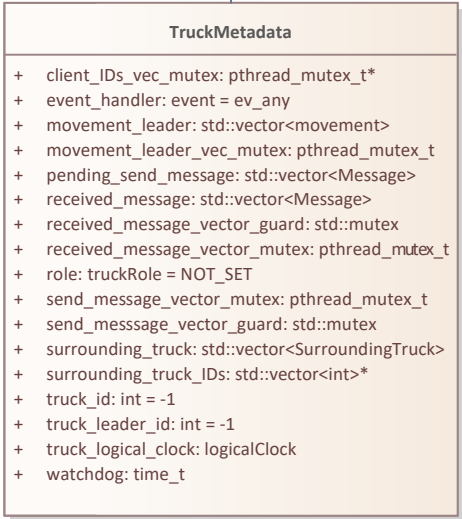 TruckMetadata
+ client_IDs_vec_mutex: pthread_mutex_t*
+ event_handler: event = ev_any
+ movement_leader: std::vector<movement>
+ movement_leader_vec_mutex: pthread_mutex_t
+ pending_send_message: std::vector<Message>
+ received_message: std::vector<Message>
+ received_message_vector_guard: std::mutex
+ received_message_vector_mutex: pthread_mutex_t
+ role: truckRole = NOT_SET
+ send_message_vector_mutex: pthread_mutex_t
+ send_messsage_vector_guard: std::mutex
+ surrounding_truck: std::vector<SurroundingTruck>
+ surrounding_truck_IDs: std::vector<int>*
+ truck_id: int = -1
+ truck_leader_id: int = -1
+ truck_logical_clock: logicalClock
+ watchdog: time_t